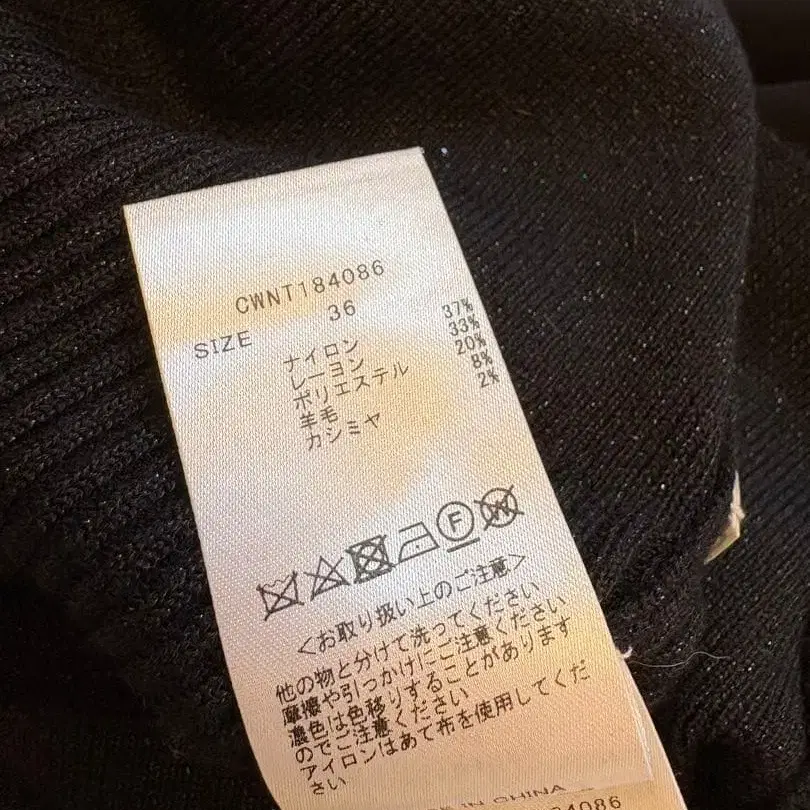 CWNT184086
SIZE 36
ナイロン 37%
レーヨン 33%
ポリエステル 20%
羊毛 8%
カシミヤ 2%
F W
<お取り扱い上のご注意>
他の物と分けて洗ってください
摩擦や引っかけにご注意ください
濃色は色移りすることがあります
のでご注意ください
アイロンはあて布を使用してくだ
さい
IN CHINA
184086